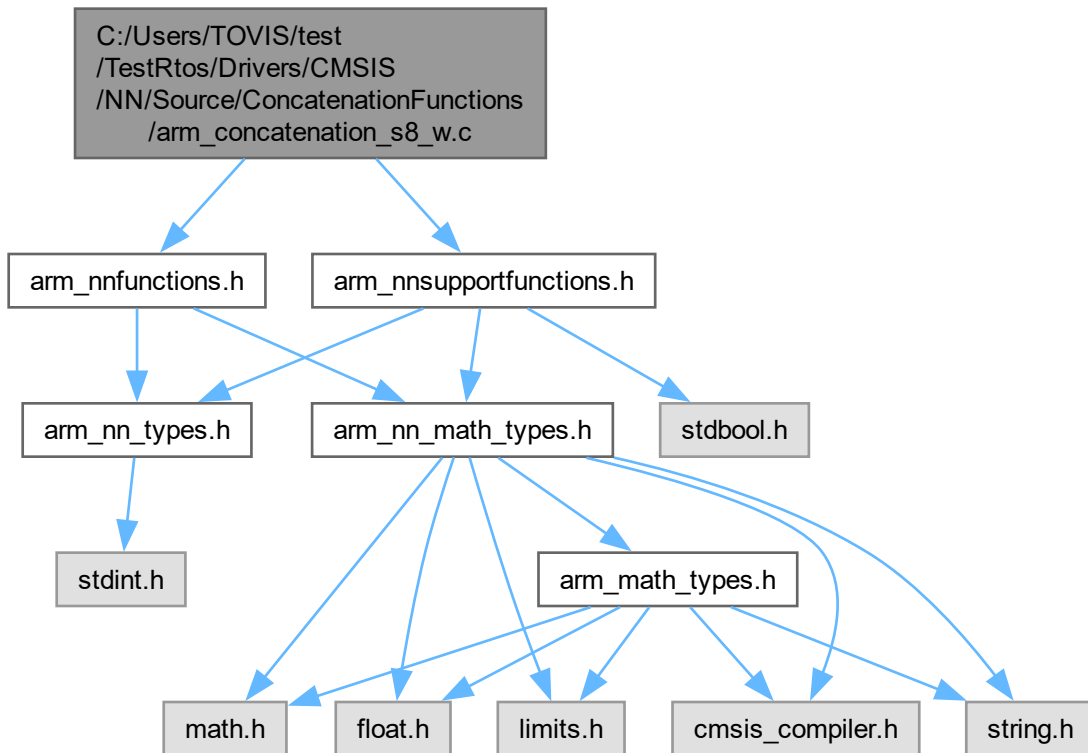 C:/Users/TOVIS/test
/TestRtos/Drivers/CMSIS
/NN/Source/ConcatenationFunctions
/arm_concatenation_s8_w.c
arm_nnfunctions.h
arm_nnsupportfunctions.h
arm_nn_types.h
arm_nn_math_types.h
stdbool.h
stdint.h
arm_math_types.h
math.h
float.h
limits.h
cmsis_compiler.h
string.h